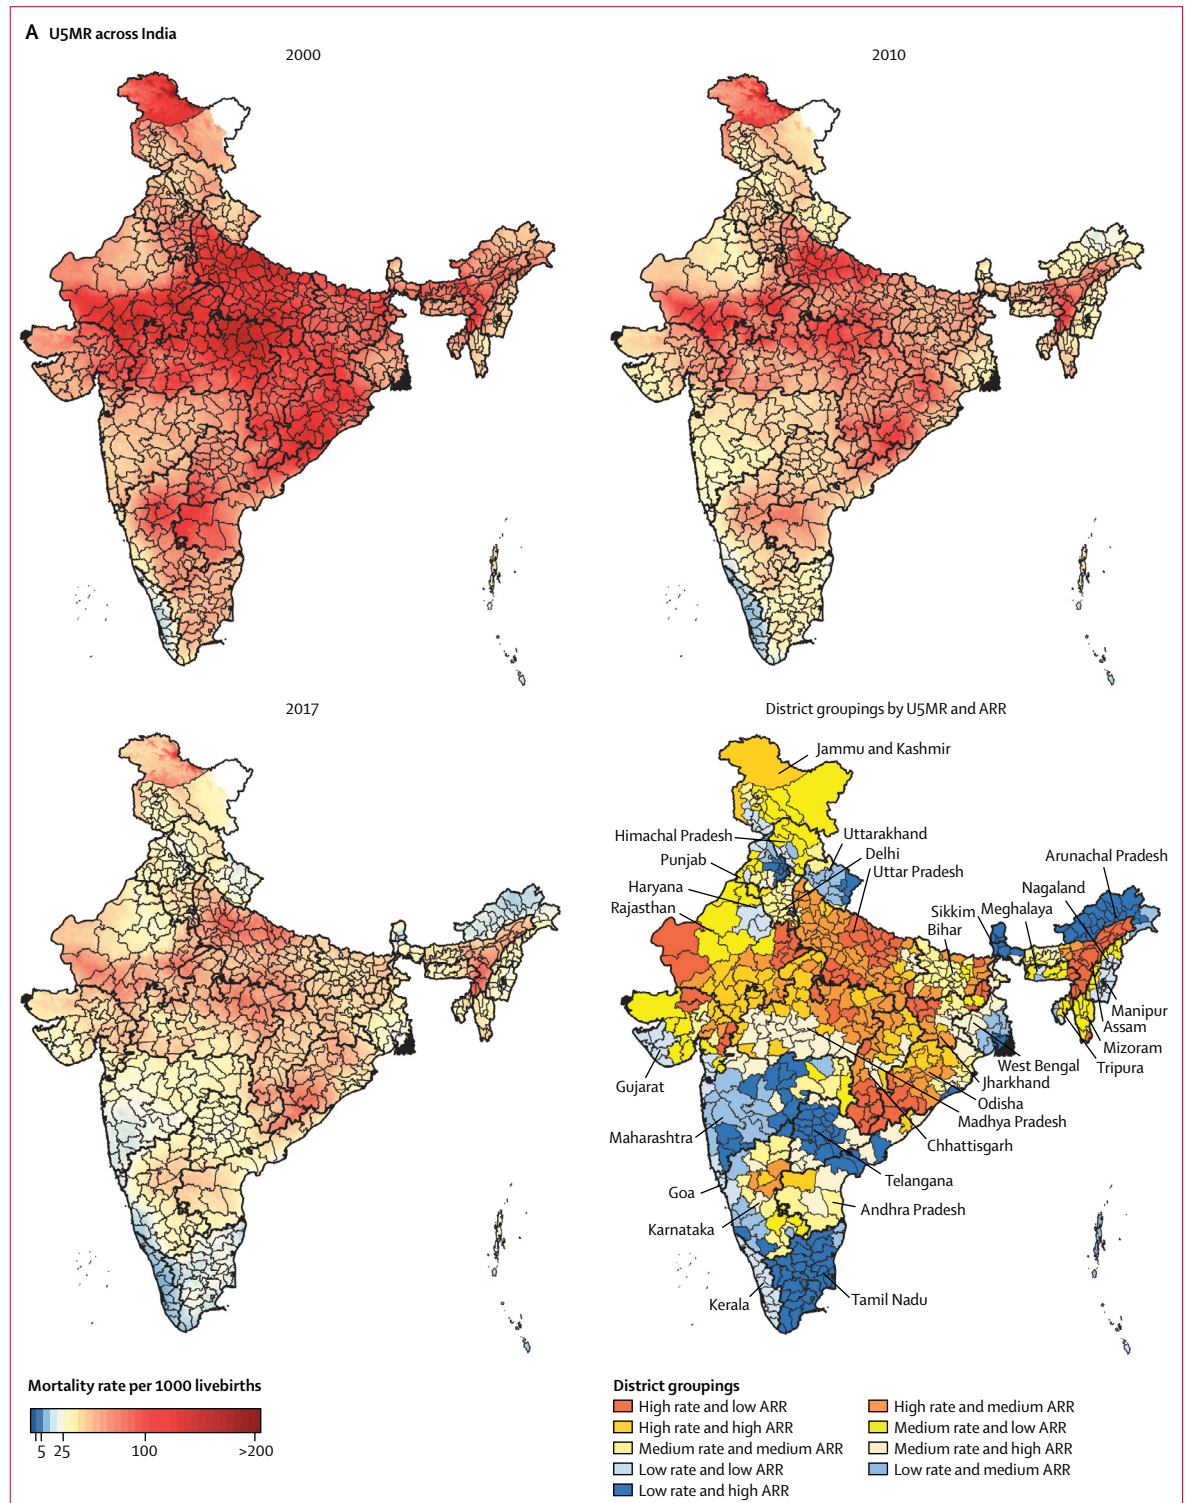 A U5MR across India
2000
2010
2017
District groupings by U5MR and ARR
Jammu and Kashmir
Himachal Pradesh
Uttarakhand
Punjab
Delhi
Haryana
Uttar Pradesh
Rajasthan
Arunachal Pradesh
Nagaland
Sikkim
Meghalaya
Bihar
Manipur
Assam
Mizoram
Tripura
West Bengal
Jharkhand
Odisha
Madhya Pradesh
Chhattisgarh
Gujarat
Maharashtra
Telangana
Goa
Andhra Pradesh
Karnataka
Kerala
Tamil Nadu
Mortality rate per 1000 livebirths
5 25 100 >200
District groupings
High rate and low ARR
High rate and medium ARR
High rate and high ARR
Medium rate and low ARR
Medium rate and medium ARR
Medium rate and high ARR
Low rate and low ARR
Low rate and medium ARR
Low rate and high ARR